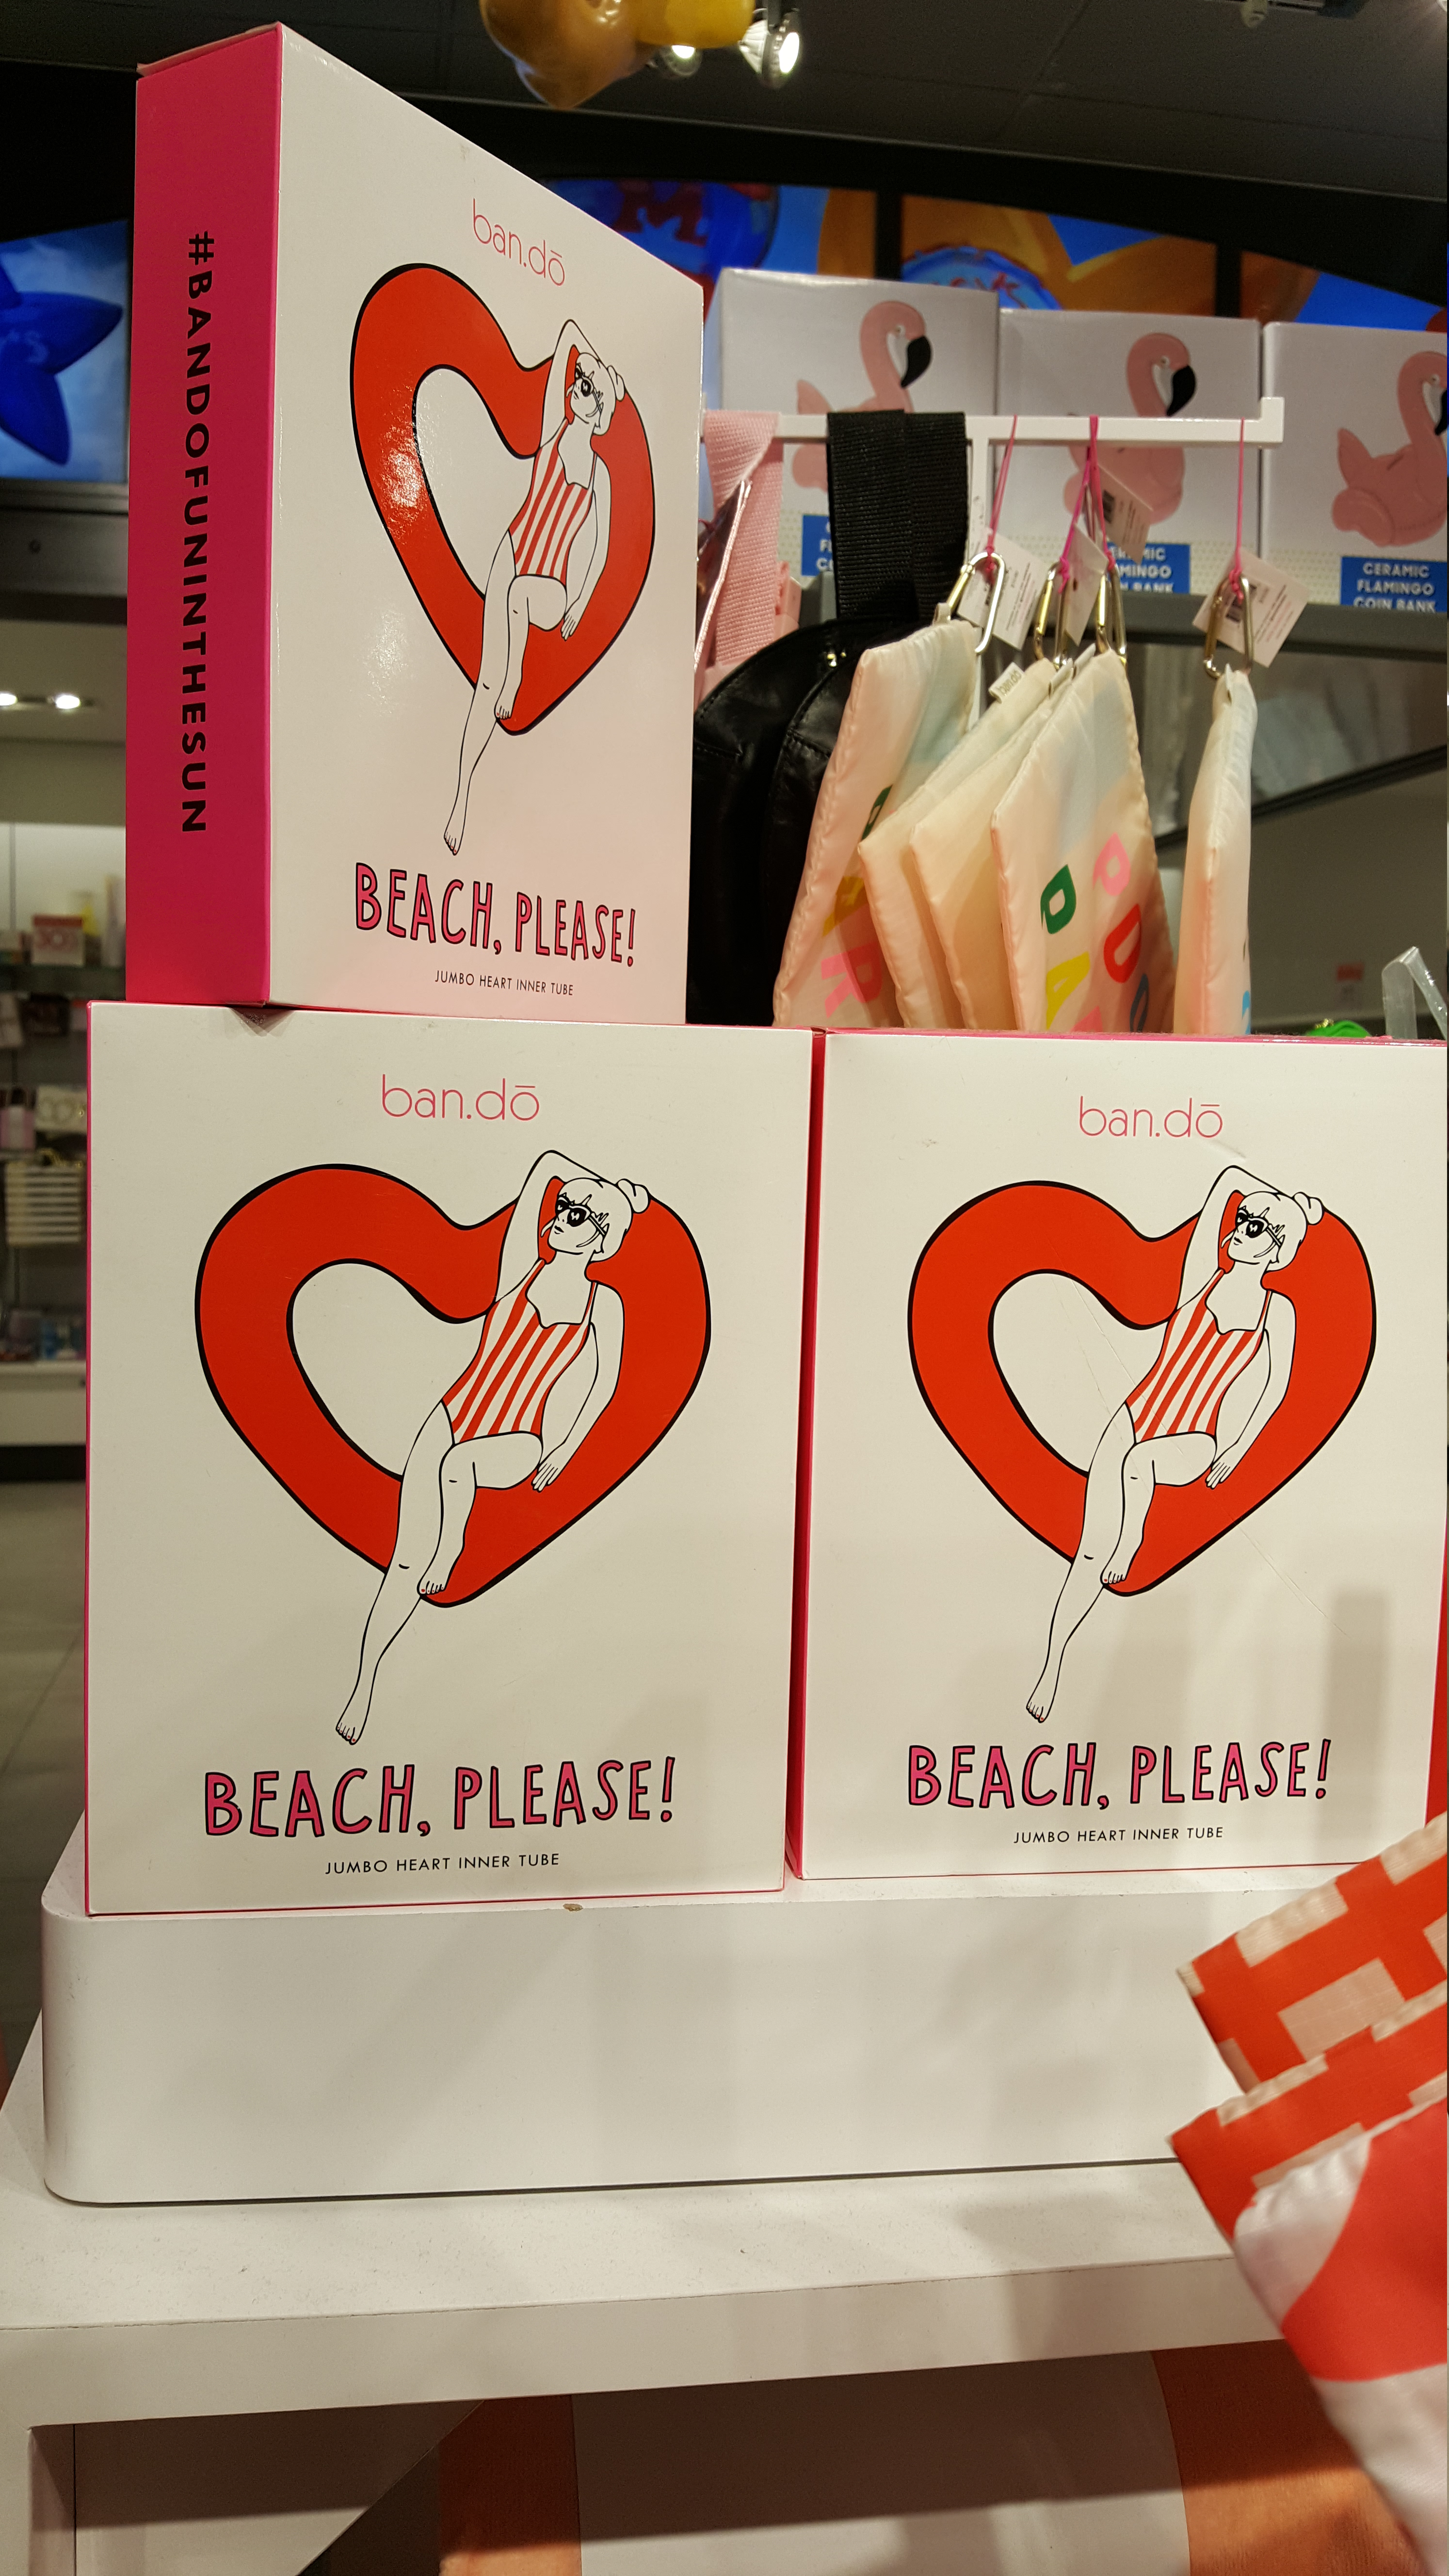 #BANDOFUNINTHESUN
ban.dō
BEACH, PLEASE!
JUMBO HEART INNER TUBE
CERAMIC
FLAMINGO
COIN BANK
ban.dō
BEACH, PLEASE!
JUMBO HEART INNER TUBE
ban.dō
BEACH, PLEASE!
JUMBO HEART INNER TUBE